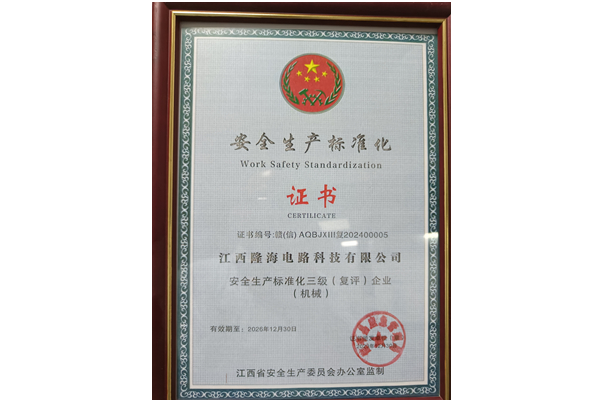 安全生产标准化
Work Safety Standardization
证书
CERTIFICATE
证书编号:赣(信) AQBJXIII复202400005
江西隆海电路科技有限公司
安全生产标准化三级（复评）企业
（机械）
有效期至：2026年12月30日
江西省安全生产委员会办公室监制